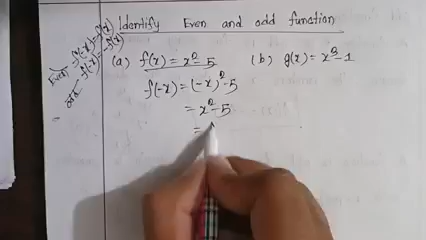 Identify Even and odd function
Even → f(-x) = f(x)
odd → f(-x) = -f(x)
(a) f(x) = x² - 5 (b) g(x) = x³ - 1
f(-x) = (-x)² - 5
= x² - 5
=
=